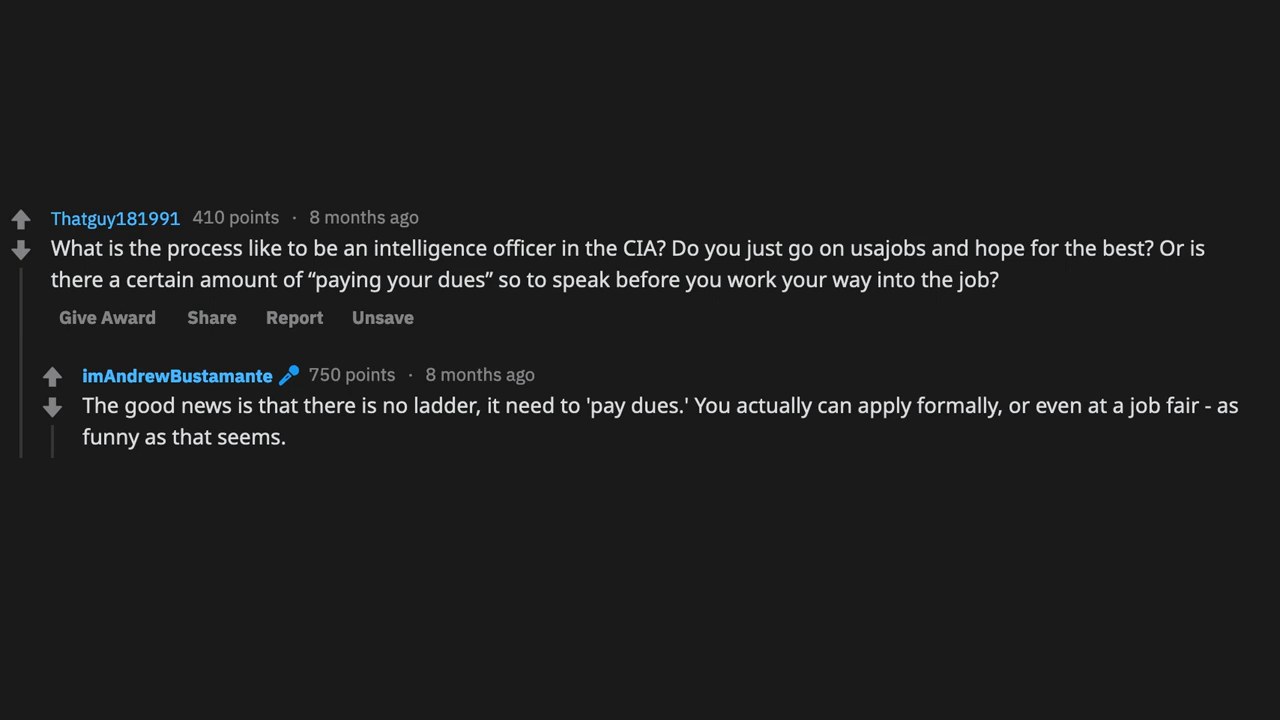 Thatguy181991 410 points · 8 months ago
What is the process like to be an intelligence officer in the CIA? Do you just go on usajobs and hope for the best? Or is
there a certain amount of “paying your dues” so to speak before you work your way into the job?
Give Award Share Report Unsave
imAndrewBustamante 750 points · 8 months ago
The good news is that there is no ladder, it need to 'pay dues.' You actually can apply formally, or even at a job fair - as
funny as that seems.